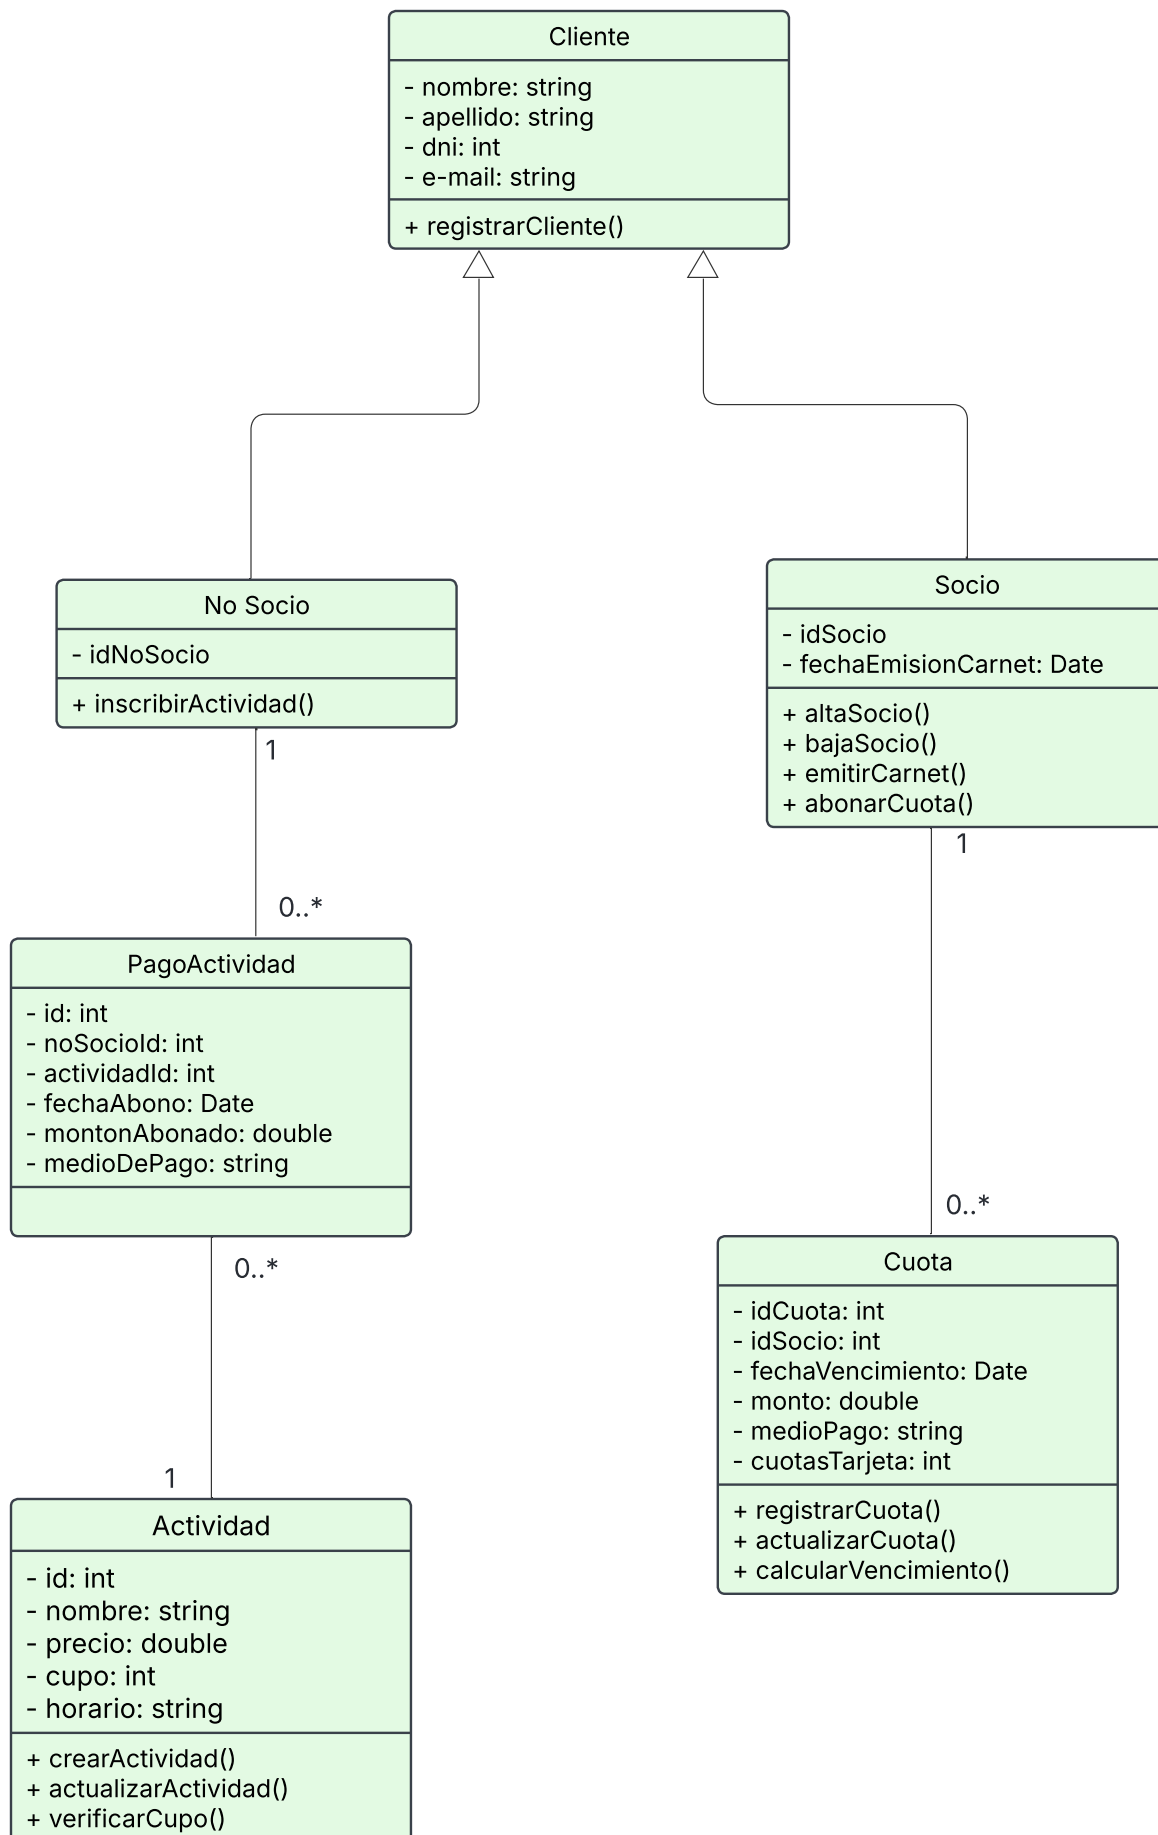 Cliente
- nombre: string
- apellido: string
- dni: int
- e-mail: string
+ registrarCliente()
No Socio
- idNoSocio
+ inscribirActividad()
1
0..*
Socio
- idSocio
- fechaEmisionCarnet: Date
+ altaSocio()
+ bajaSocio()
+ emitirCarnet()
+ abonarCuota()
1
0..*
PagoActividad
- id: int
- noSocioId: int
- actividadId: int
- fechaAbono: Date
- montonAbonado: double
- medioDePago: string
0..*
1
Cuota
- idCuota: int
- idSocio: int
- fechaVencimiento: Date
- monto: double
- medioPago: string
- cuotasTarjeta: int
+ registrarCuota()
+ actualizarCuota()
+ calcularVencimiento()
Actividad
- id: int
- nombre: string
- precio: double
- cupo: int
- horario: string
+ crearActividad()
+ actualizarActividad()
+ verificarCupo()